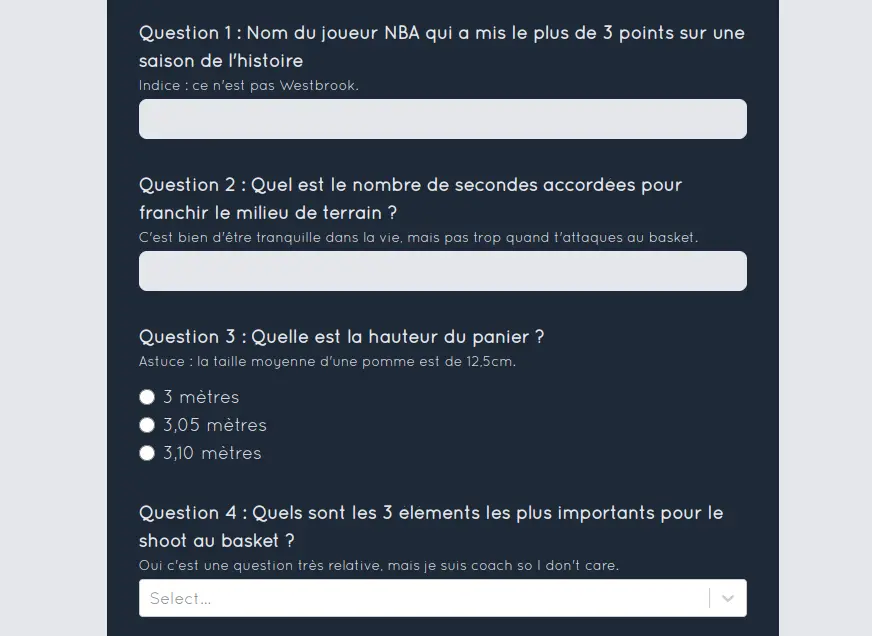 Question 1 : Nom du joueur NBA qui a mis le plus de 3 points sur une
saison de l'histoire
Indice : ce n'est pas Westbrook.
Question 2 : Quel est le nombre de secondes accordees pour
franchir le milieu de terrain ?
C'est bien d'être tranquille dans la vie, mais pas trop quand t'attaques au basket.
Question 3 : Quelle est la hauteur du panier ?
Astuce : la taille moyenne d'une pomme est de 12,5cm.
3 mètres
3,05 mètres
3,10 mètres
Question 4 : Quels sont les 3 elements les plus importants pour le
shoot au basket ?
Oui c'est une question très relative, mais je suis coach so I don't care.
Select...